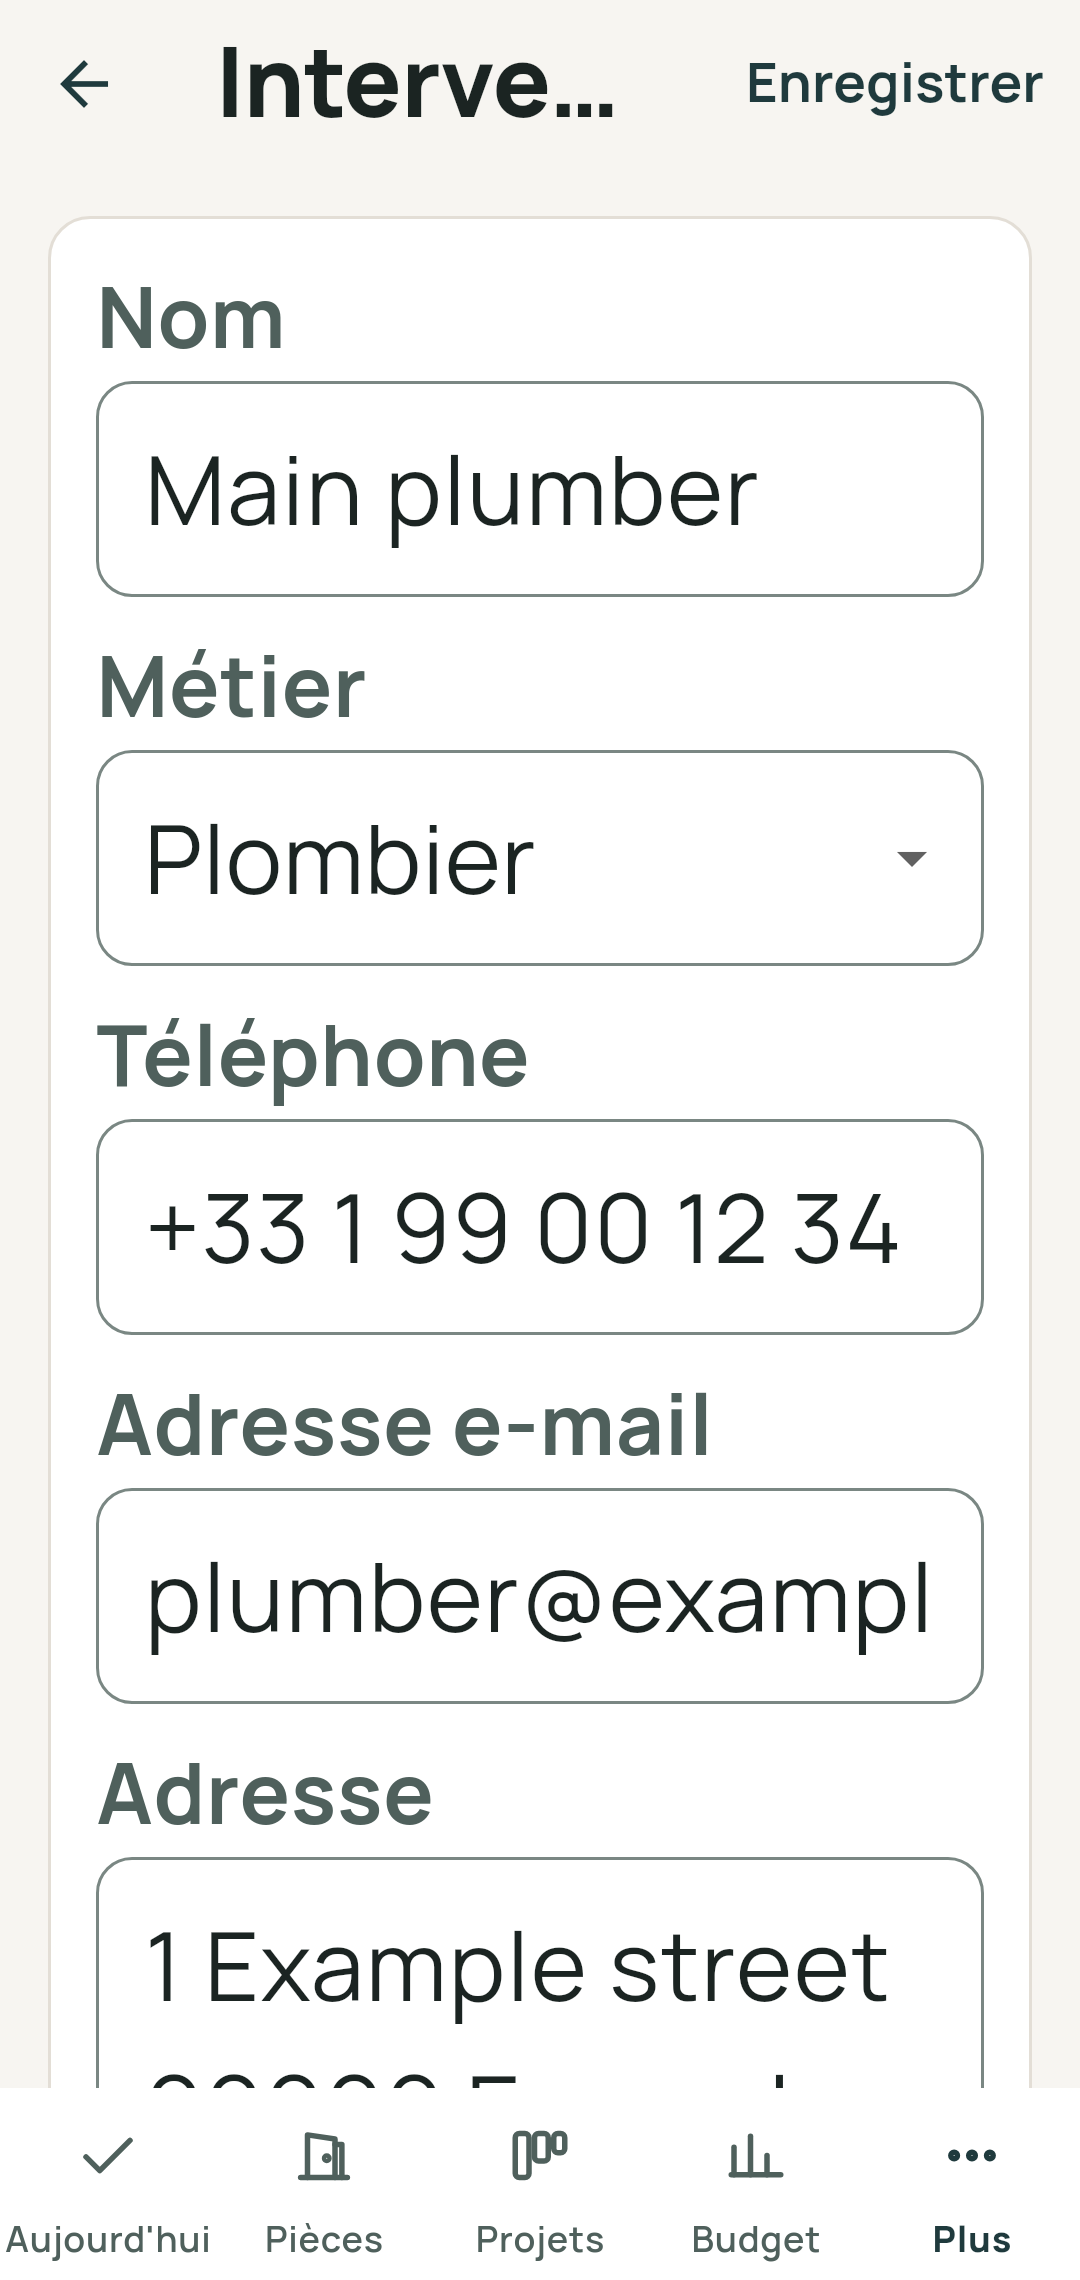 Interve...
Enregistrer
Nom
Main plumber
Métier
Plombier
Téléphone
+33 1 99 00 12 34
Adresse e-mail
plumber@exampl
Adresse
1 Example street
Aujourd'hui
Pièces
Projets
Budget
Plus